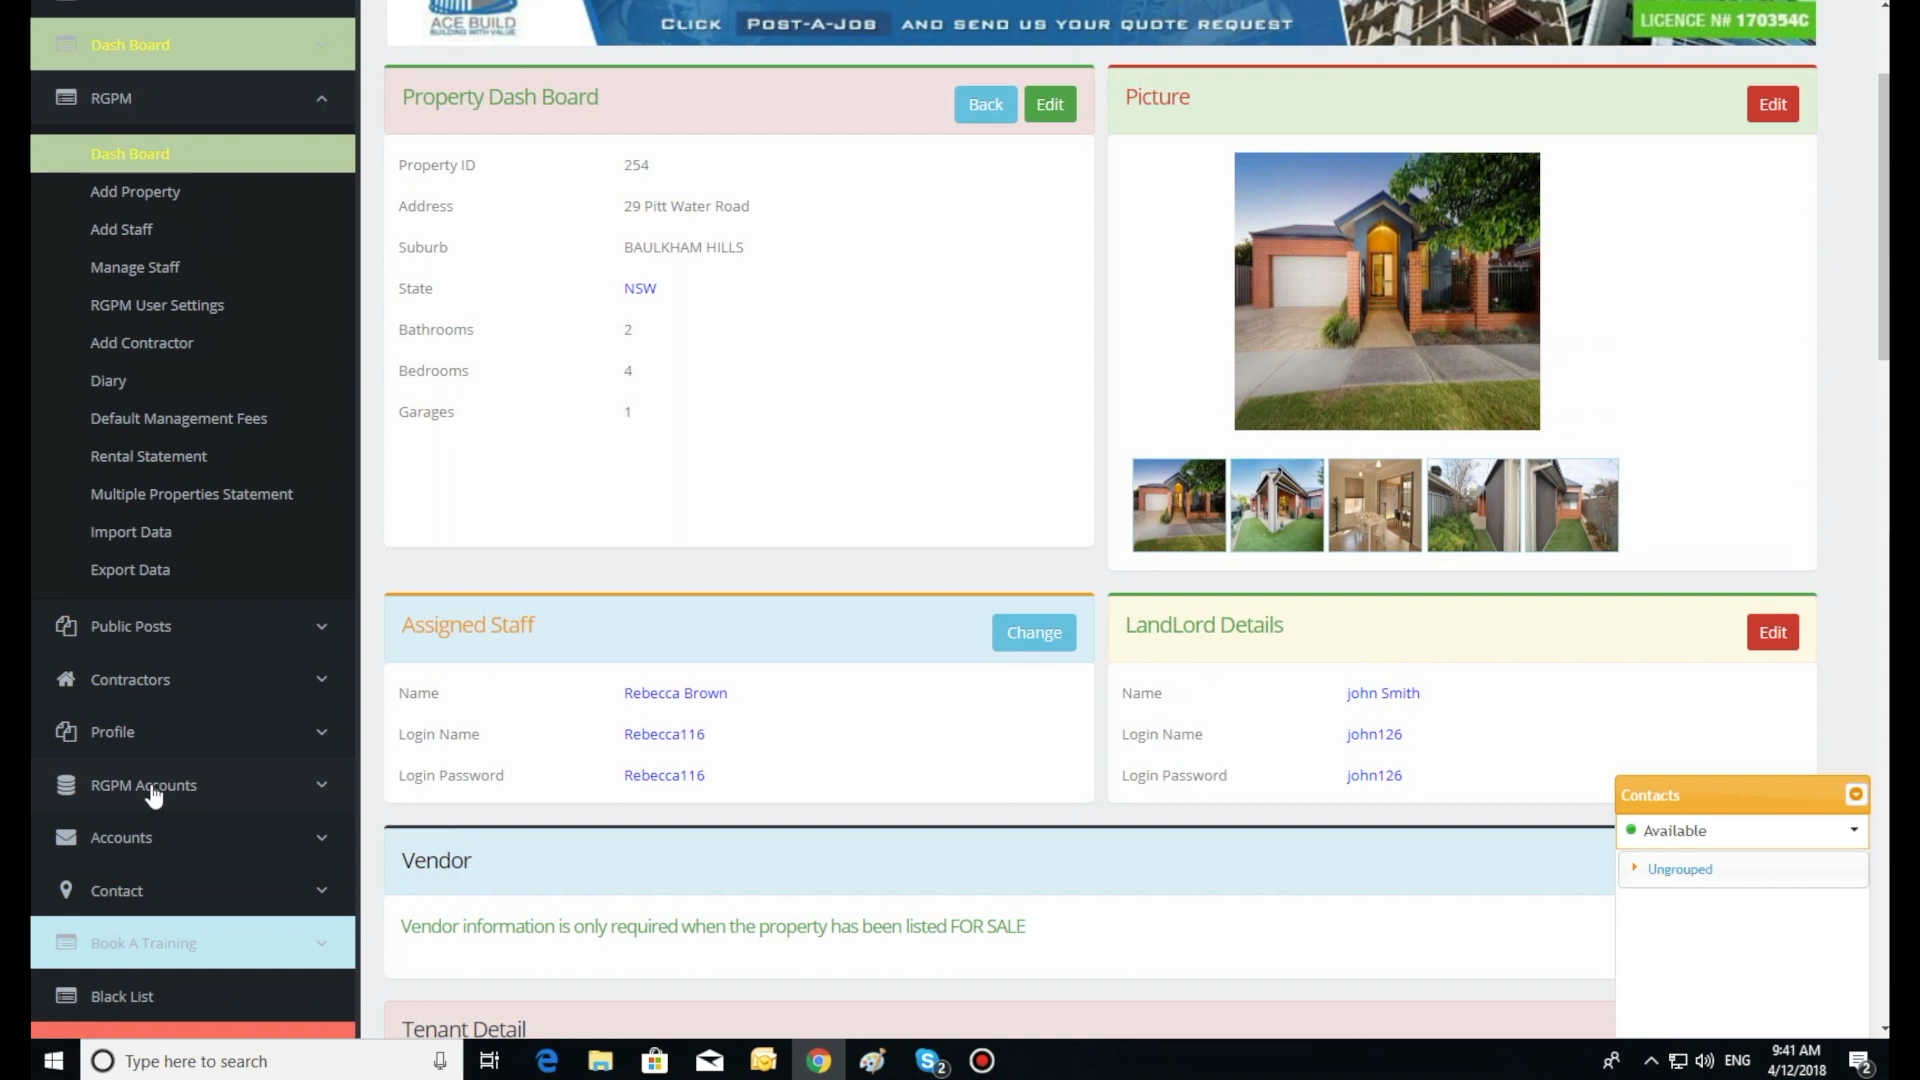 ACE BUILD
BUILDING WITH VALUE
CLICK POST-A-JOB AND SEND US YOUR QUOTE REQUEST
LICENCE N# 170354C
Dash Board
RGPM
Dash Board
Add Property
Add Staff
Manage Staff
RGPM User Settings
Add Contractor
Diary
Default Management Fees
Rental Statement
Multiple Properties Statement
Import Data
Export Data
Public Posts
Contractors
Profile
RGPM Accounts
Accounts
Contact
Book A Training
Black List
Property Dash Board
Back
Edit
Property ID 254
Address 29 Pitt Water Road
Suburb BAULKHAM HILLS
State NSW
Bathrooms 2
Bedrooms 4
Garages 1
Picture
Edit
Assigned Staff
Change
Name Rebecca Brown
Login Name Rebecca116
Login Password Rebecca116
LandLord Details
Edit
Name john Smith
Login Name john126
Login Password john126
Vendor
Vendor information is only required when the property has been listed FOR SALE
Tenant Detail
Contacts
Available
Ungrouped
Type here to search
2
ENG
9:41 AM
4/12/2018
2